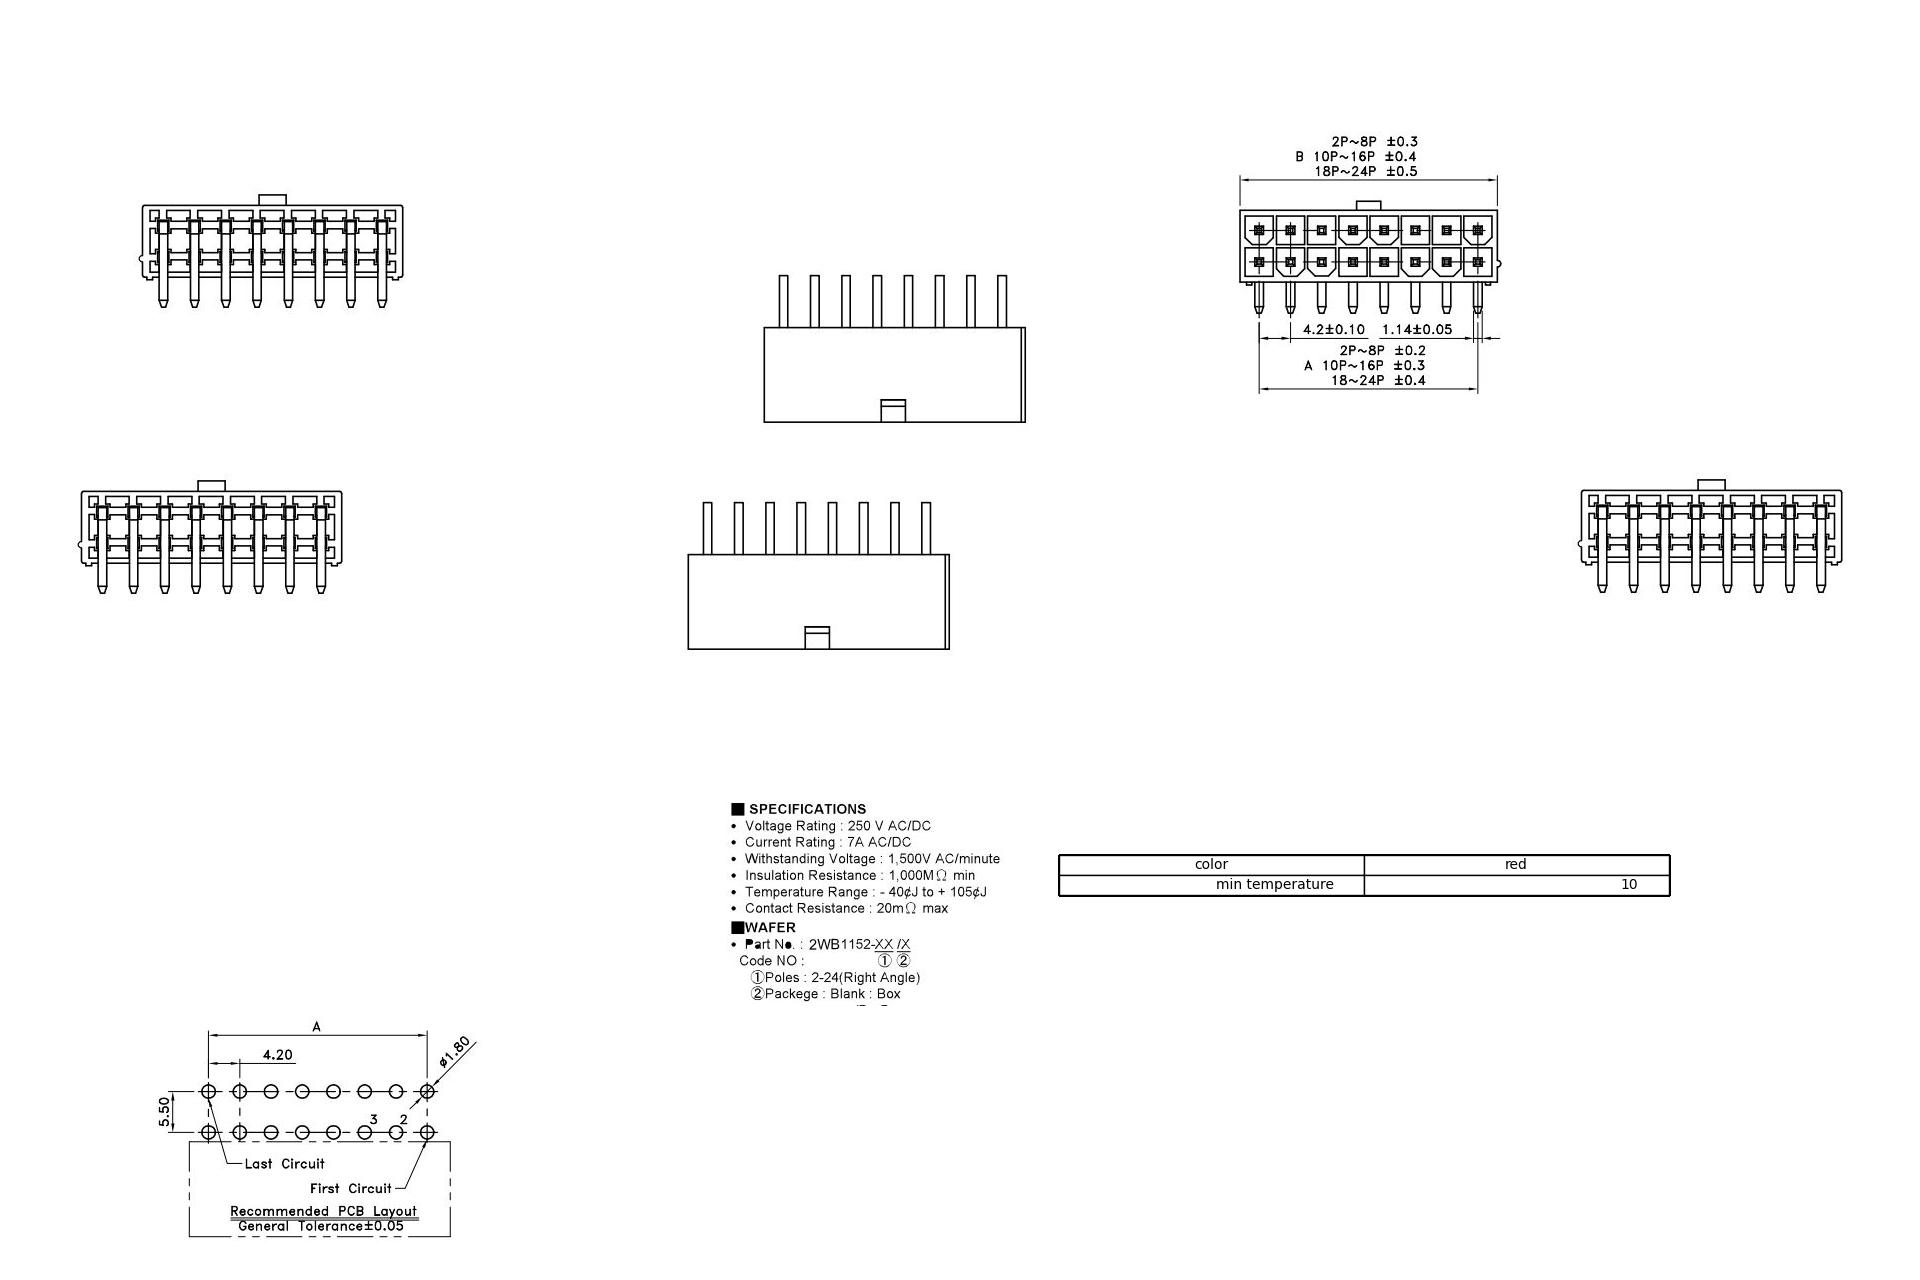 2P~8P ±0.3
B 10P~16P ±0.4
18P~24P ±0.5
4.2±0.10 1.14±0.05
2P~8P ±0.2
A 10P~16P ±0.3
18~24P ±0.4
■ SPECIFICATIONS
• Voltage Rating : 250 V AC/DC
• Current Rating : 7A AC/DC
• Withstanding Voltage : 1,500V AC/minute
• Insulation Resistance : 1,000MΩ min
• Temperature Range : - 40¢J to + 105¢J
• Contact Resistance : 20mΩ max
■WAFER
• Part No. : 2WB1152-XX /X
Code NO : ① ②
①Poles : 2-24(Right Angle)
②Packege : Blank : Box
color red
min temperature 10
A
4.20
ø1.80
5.50
3 2
Last Circuit
First Circuit
Recommended PCB Layout
General Tolerance±0.05